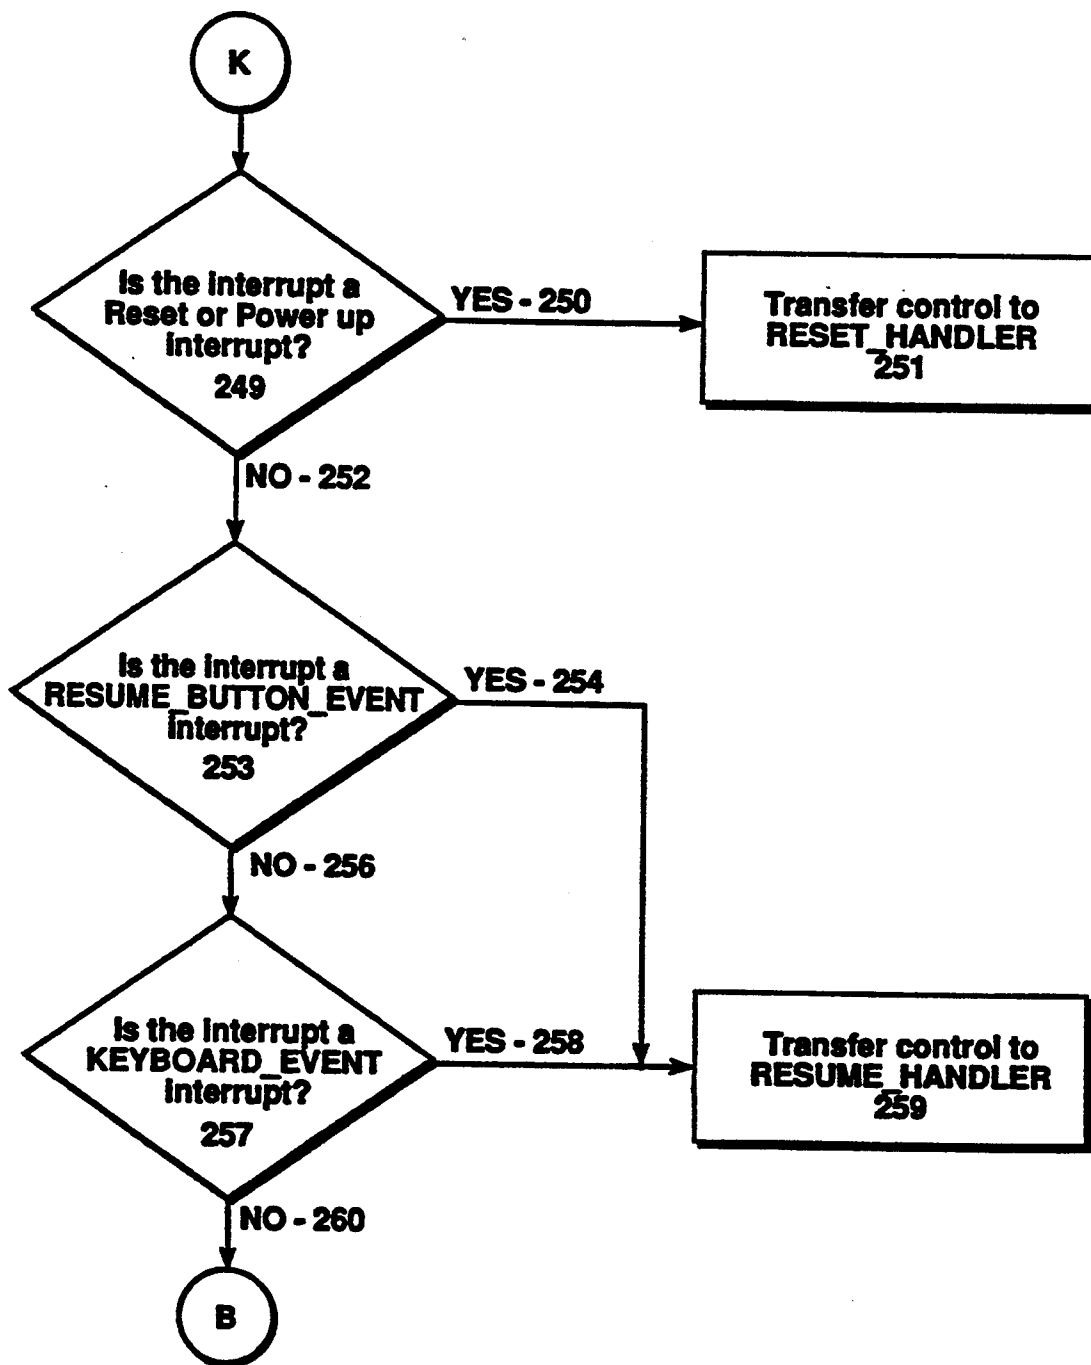 K
Is the interrupt a
Reset or Power up
interrupt?
249
YES - 250
Transfer control to
RESET_HANDLER
251
NO - 252
Is the interrupt a
RESUME_BUTTON_EVENT
interrupt?
253
YES - 254
NO - 256
Is the interrupt a
KEYBOARD_EVENT
interrupt?
257
YES - 258
Transfer control to
RESUME_HANDLER
259
NO - 260
B